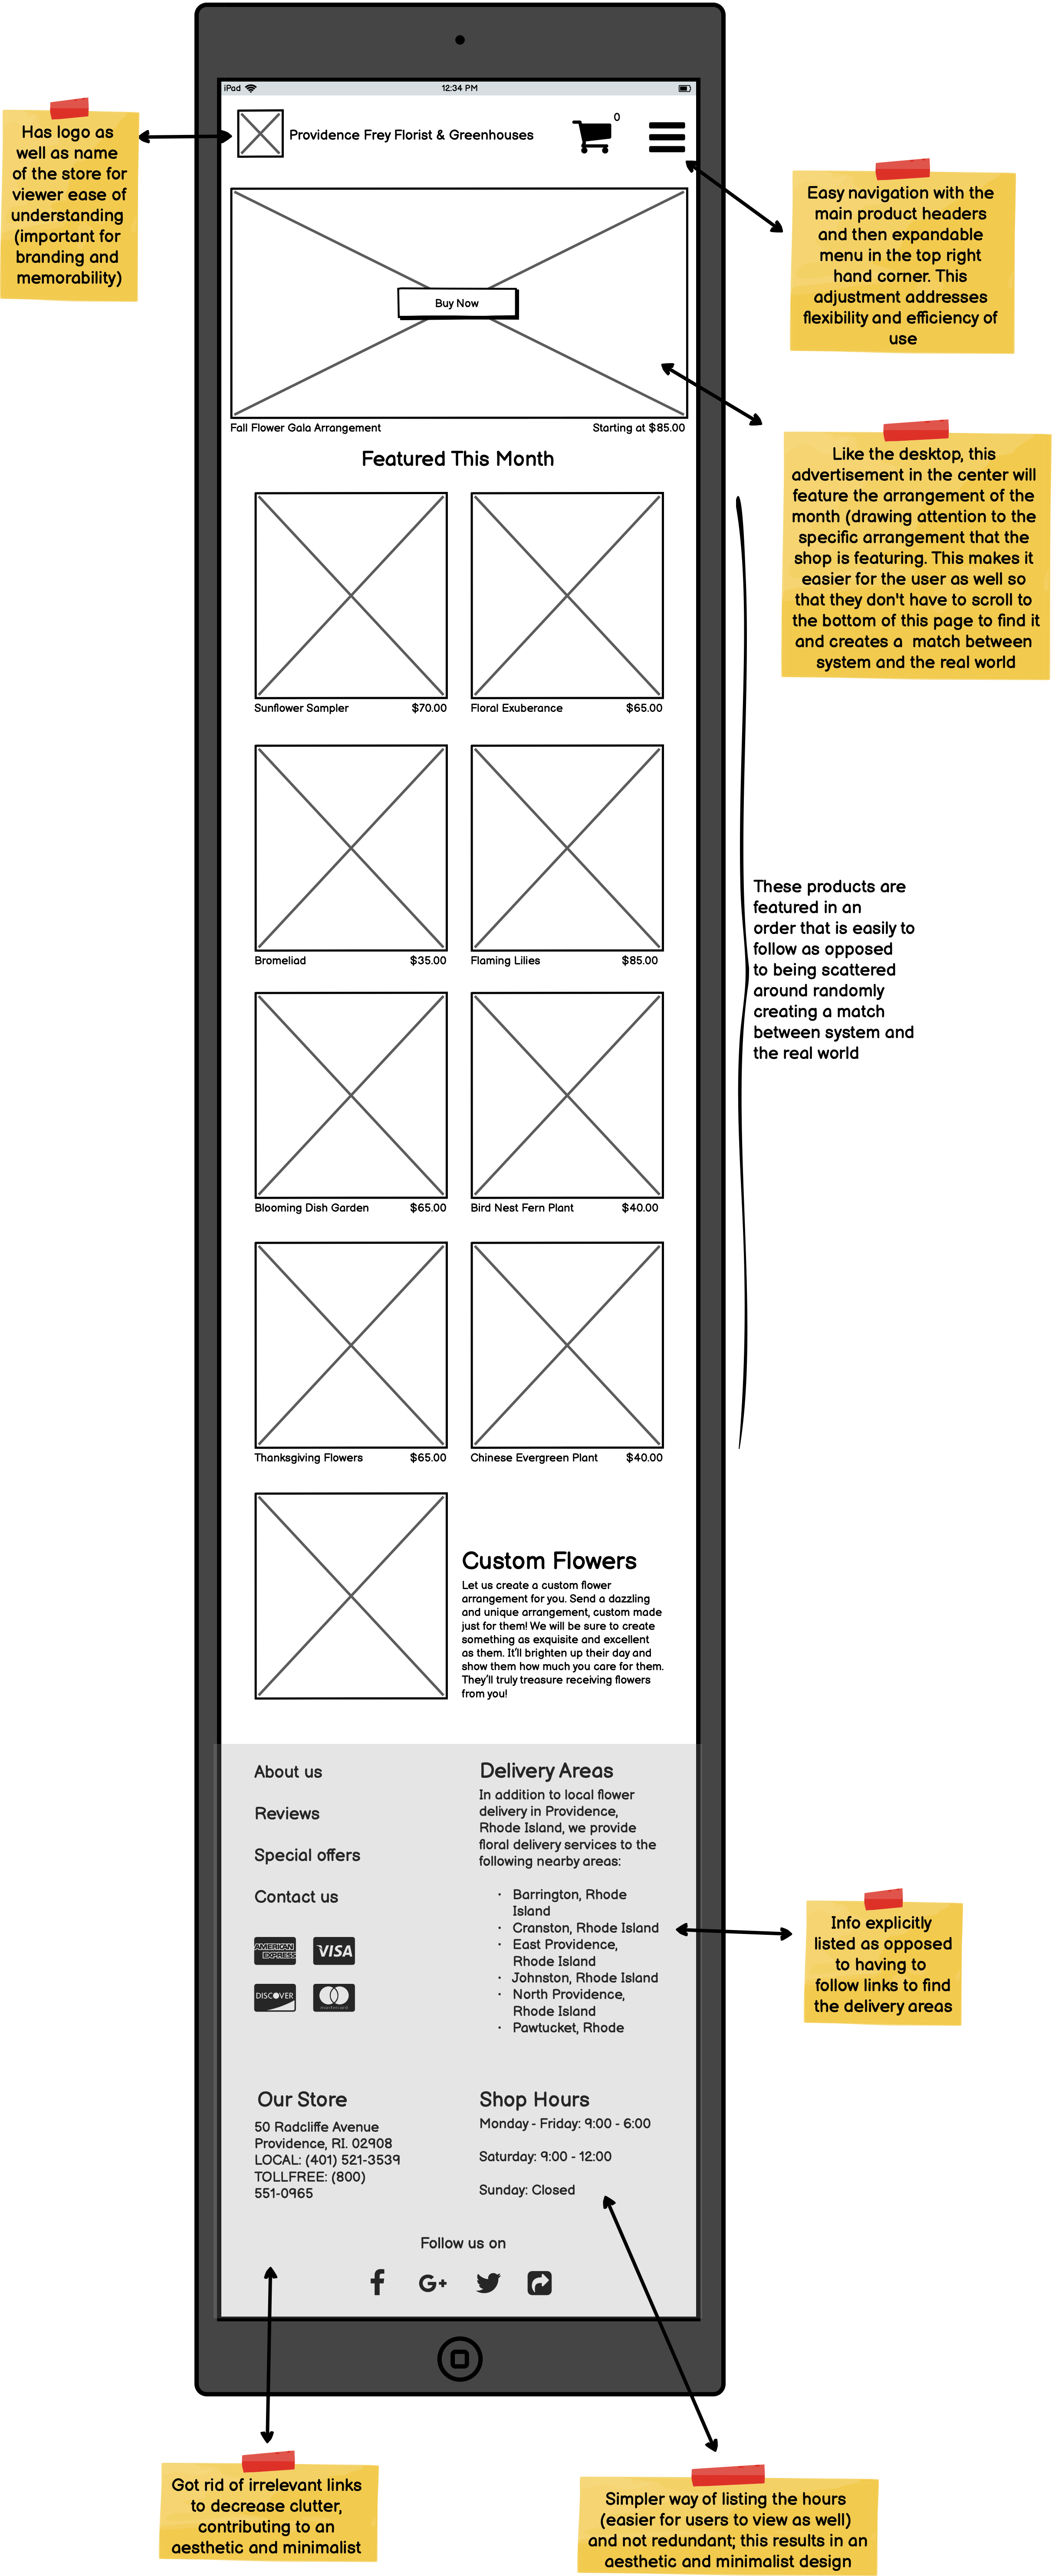 iPad
12:34 PM
Has logo as
well as name
of the store for
viewer ease of
understanding
(important for
branding and
memorability)
Providence Frey Florist & Greenhouses
0
Easy navigation with the
main product headers
and then expandable
menu in the top right
hand corner. This
adjustment addresses
flexibility and efficiency of
use
Buy Now
Fall Flower Gala Arrangement
Starting at $85.00
Like the desktop, this
advertisement in the center will
feature the arrangement of the
month (drawing attention to the
specific arrangement that the
shop is featuring. This makes it
easier for the user as well so
that they don't have to scroll to
the bottom of this page to find it
and creates a match between
system and the real world
Featured This Month
Sunflower Sampler $70.00
Floral Exuberance $65.00
Bromeliad $35.00
Flaming Lilies $85.00
These products are
featured in an
order that is easily to
follow as opposed
to being scattered
around randomly
creating a match
between system and
the real world
Blooming Dish Garden $65.00
Bird Nest Fern Plant $40.00
Thanksgiving Flowers $65.00
Chinese Evergreen Plant $40.00
Custom Flowers
Let us create a custom flower
arrangement for you. Send a dazzling
and unique arrangement, custom made
just for them! We will be sure to create
something as exquisite and excellent
as them. It'll brighten up their day and
show them how much you care for them.
They'll truly treasure receiving flowers
from you!
About us
Reviews
Special offers
Contact us
AMERICAN
EXPRESS
VISA
DISCOVER
mastercard
Delivery Areas
In addition to local flower
delivery in Providence,
Rhode Island, we provide
floral delivery services to the
following nearby areas:
• Barrington, Rhode
Island
• Cranston, Rhode Island
• East Providence,
Rhode Island
• Johnston, Rhode Island
• North Providence,
Rhode Island
• Pawtucket, Rhode
Info explicitly
listed as opposed
to having to
follow links to find
the delivery areas
Our Store
50 Radcliffe Avenue
Providence, RI. 02908
LOCAL: (401) 521-3539
TOLLFREE: (800)
551-0965
Shop Hours
Monday - Friday: 9:00 - 6:00
Saturday: 9:00 - 12:00
Sunday: Closed
Follow us on
G+
Got rid of irrelevant links
to decrease clutter,
contributing to an
aesthetic and minimalist
Simpler way of listing the hours
(easier for users to view as well)
and not redundant; this results in an
aesthetic and minimalist design